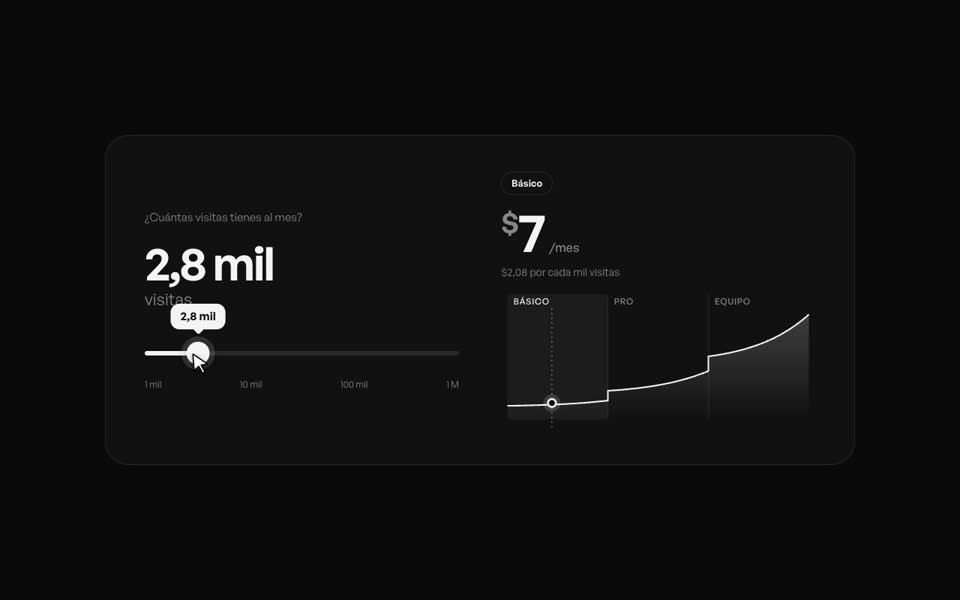 ¿Cuántas visitas tienes al mes?
2,8 mil
visitas
2,8 mil
1 mil
10 mil
100 mil
1 M
Básico
$7 /mes
$2,08 por cada mil visitas
BÁSICO
PRO
EQUIPO